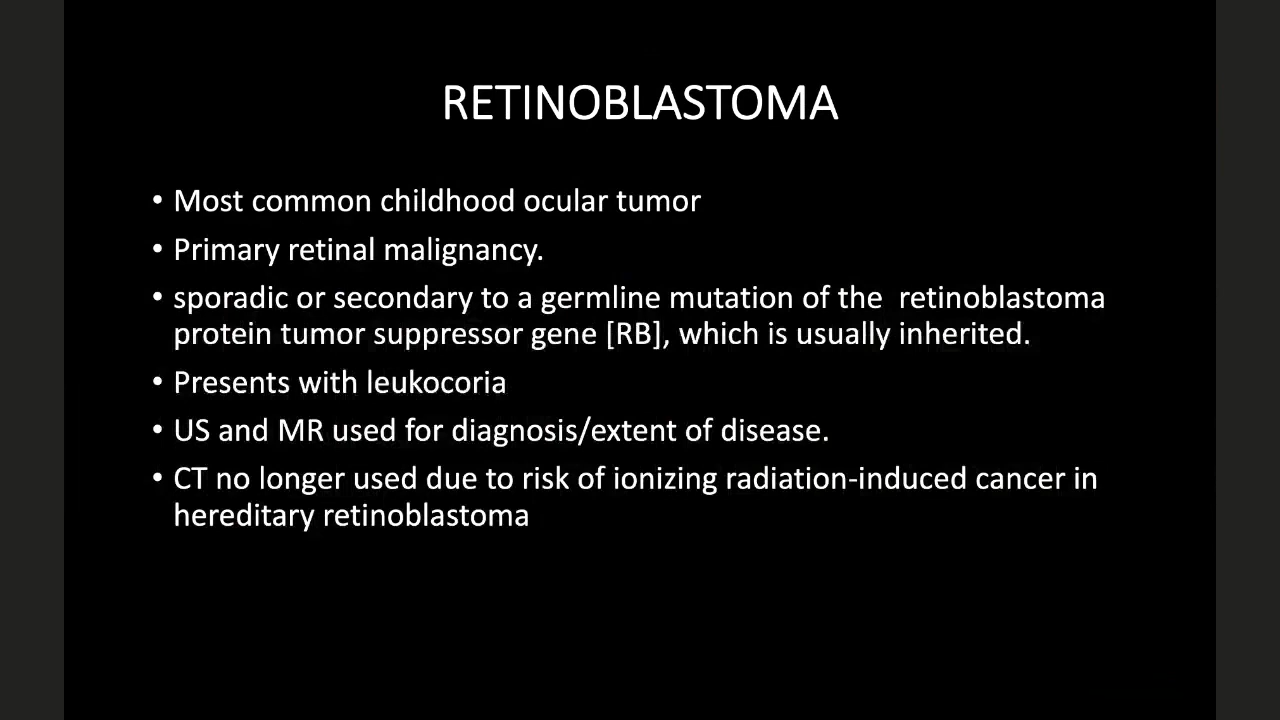 RETINOBLASTOMA
• Most common childhood ocular tumor
• Primary retinal malignancy.
• sporadic or secondary to a germline mutation of the  retinoblastoma
protein tumor suppressor gene [RB], which is usually inherited.
• Presents with leukocoria
• US and MR used for diagnosis/extent of disease.
• CT no longer used due to risk of ionizing radiation-induced cancer in
hereditary retinoblastoma